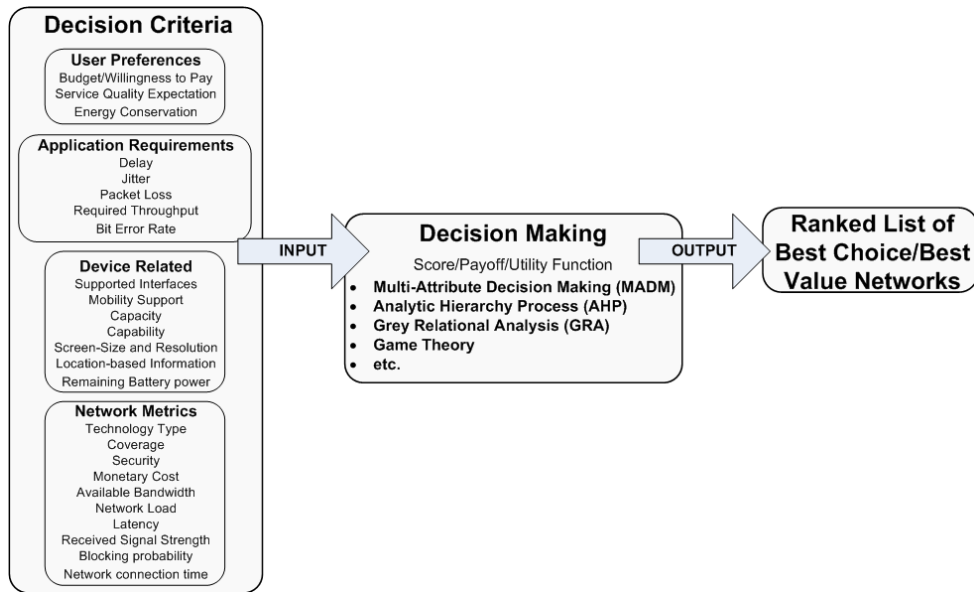 Decision Criteria
User Preferences
Budget/Willingness to Pay
Service Quality Expectation
Energy Conservation
Application Requirements
Delay
Jitter
Packet Loss
Required Throughput
Bit Error Rate
Device Related
Supported Interfaces
Mobility Support
Capacity
Capability
Screen-Size and Resolution
Location-based Information
Remaining Battery power
Network Metrics
Technology Type
Coverage
Security
Monetary Cost
Available Bandwidth
Network Load
Latency
Received Signal Strength
Blocking probability
Network connection time
INPUT
Decision Making
Score/Payoff/Utility Function
• Multi-Attribute Decision Making (MADM)
• Analytic Hierarchy Process (AHP)
• Grey Relational Analysis (GRA)
• Game Theory
• etc.
OUTPUT
Ranked List of
Best Choice/Best
Value Networks